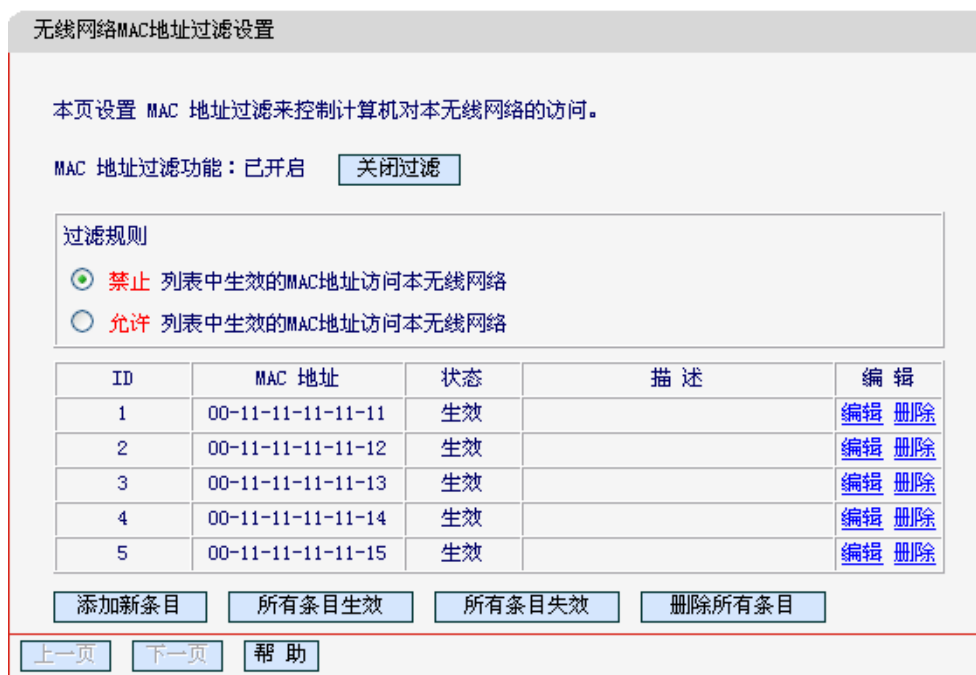 无线网络MAC地址过滤设置
本页设置 MAC 地址过滤来控制计算机对本无线网络的访问。
MAC 地址过滤功能：已开启 关闭过滤
过滤规则
禁止 列表中生效的MAC地址访问本无线网络
允许 列表中生效的MAC地址访问本无线网络
ID MAC 地址 状态 描 述 编 辑
1 00-11-11-11-11-11 生效 编辑 删除
2 00-11-11-11-11-12 生效 编辑 删除
3 00-11-11-11-11-13 生效 编辑 删除
4 00-11-11-11-11-14 生效 编辑 删除
5 00-11-11-11-11-15 生效 编辑 删除
添加新条目 所有条目生效 所有条目失效 删除所有条目
上一页 下一页 帮 助